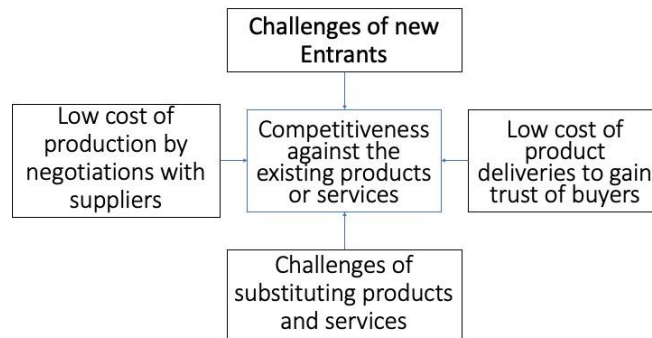 Challenges of new
Entrants
Low cost of
production by
negotiations with
suppliers
Competitiveness
against the
existing products
or services
Low cost of
product
deliveries to gain
trust of buyers
Challenges of
substituting products
and services